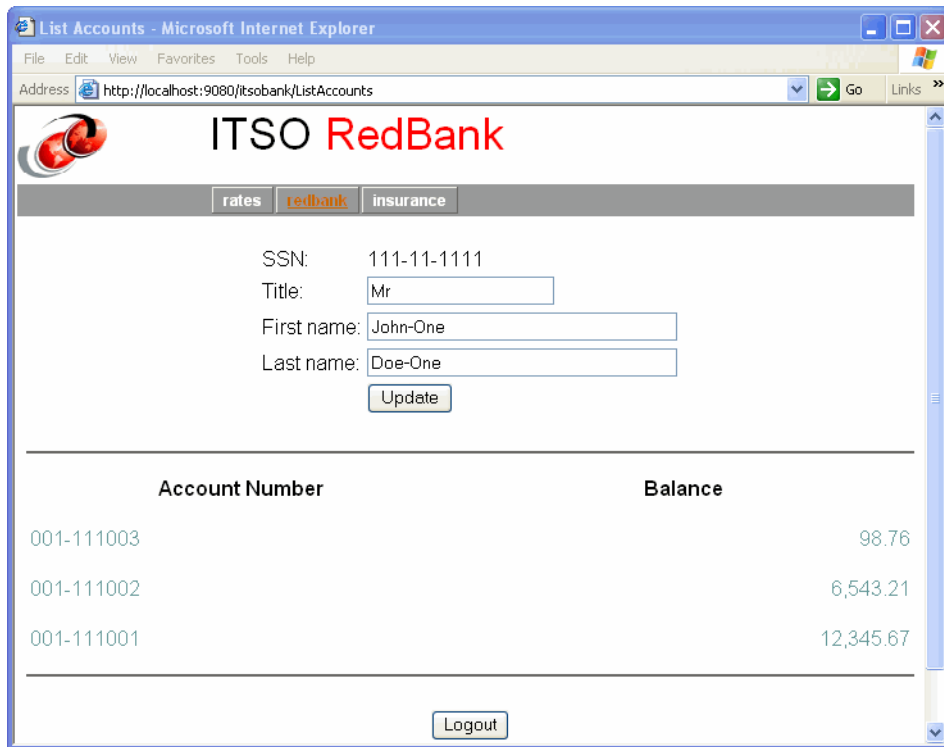 List Accounts - Microsoft Internet Explorer
File Edit View Favorites Tools Help
Address http://localhost:9080/itsobank/ListAccounts Go Links »
ITSO RedBank
rates redbank insurance
SSN: 111-11-1111
Title: Mr
First name: John-One
Last name: Doe-One
Update
Account Number Balance
001-111003 98.76
001-111002 6,543.21
001-111001 12,345.67
Logout